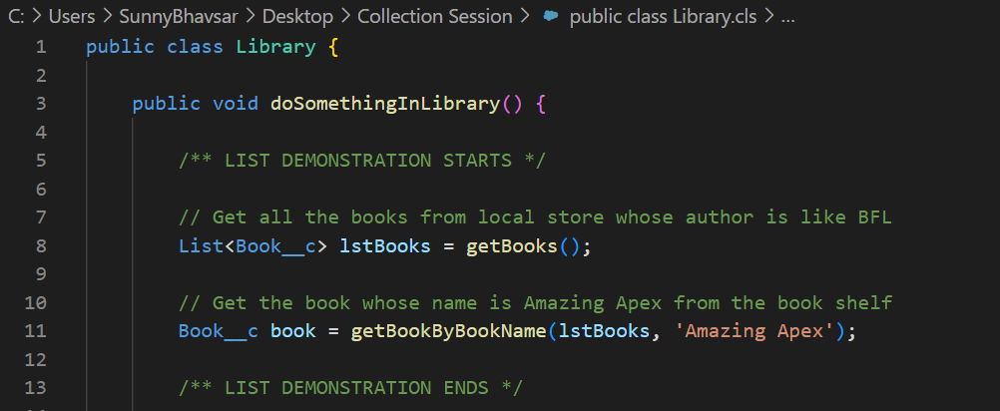 C: > Users > SunnyBhavsar > Desktop > Collection Session > public class Library.cls > ...
1 public class Library {
2
3 public void doSomethingInLibrary() {
4
5 /** LIST DEMONSTRATION STARTS */
6
7 // Get all the books from local store whose author is like BFL
8 List<Book__c> lstBooks = getBooks();
9
10 // Get the book whose name is Amazing Apex from the book shelf
11 Book__c book = getBookByBookName(lstBooks, 'Amazing Apex');
12
13 /** LIST DEMONSTRATION ENDS */